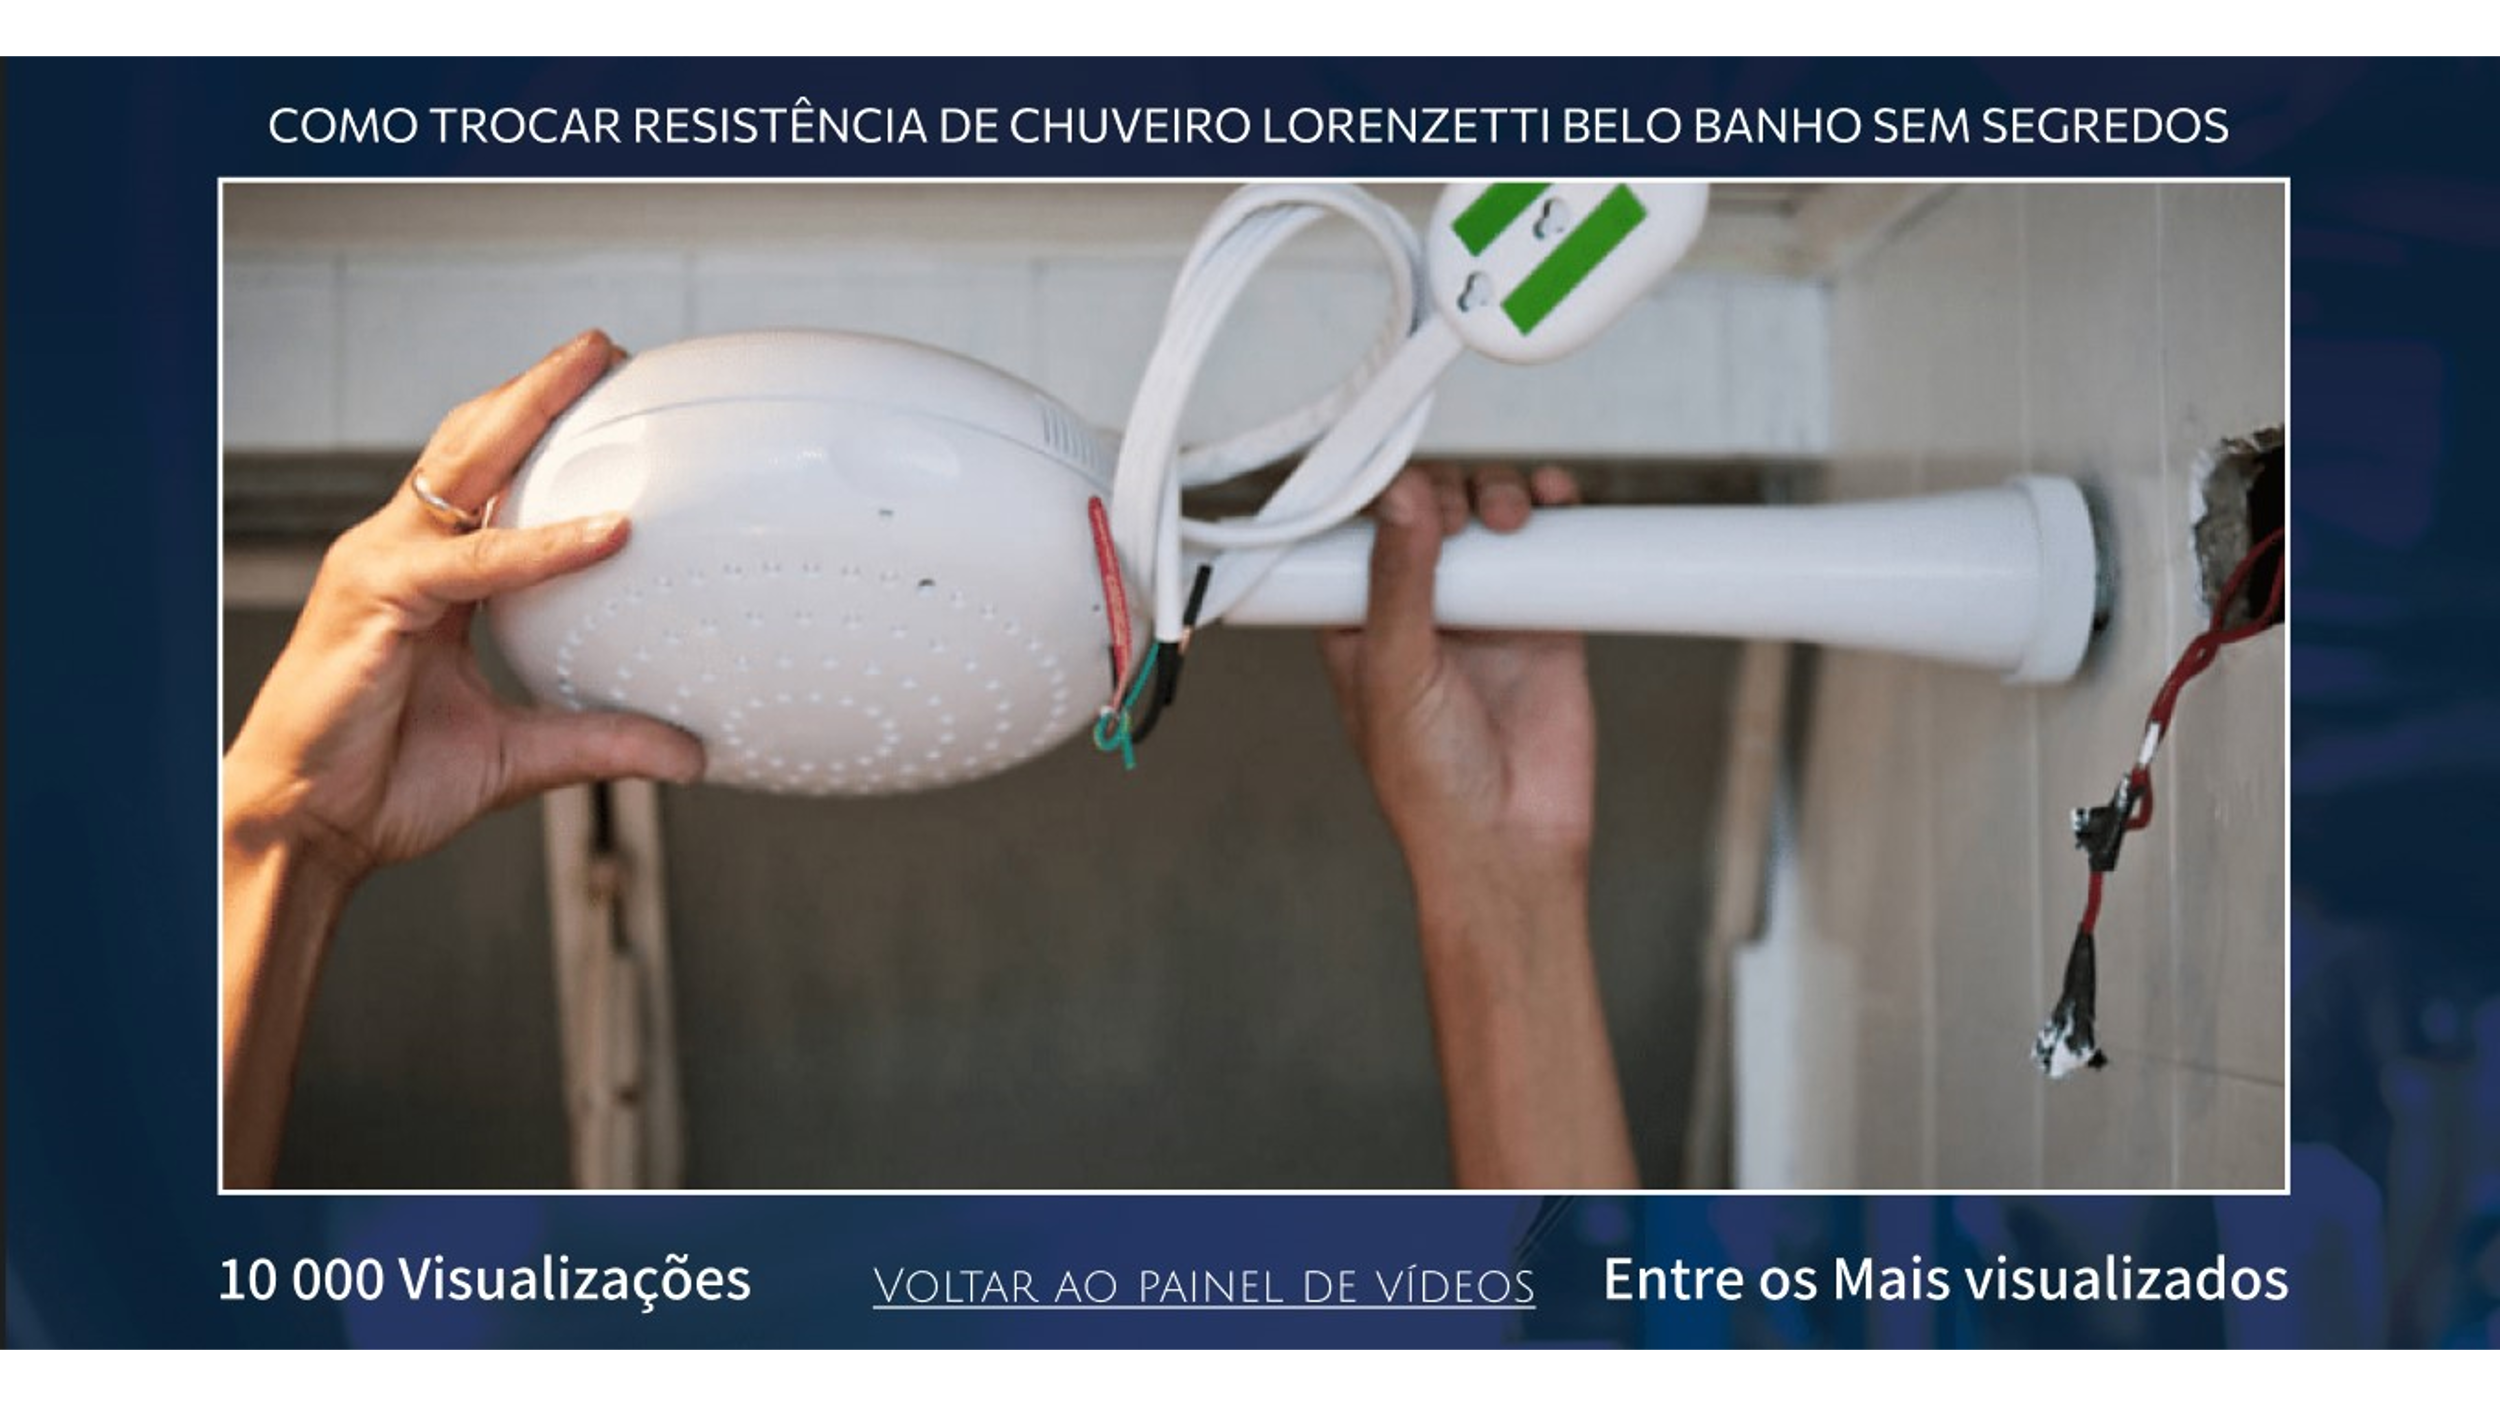 COMO TROCAR RESISTÊNCIA DE CHUVEIRO LORENZETTI BELO BANHO SEM SEGREDOS
10 000 Visualizações
VOLTAR AO PAINEL DE VÍDEOS
Entre os Mais visualizados